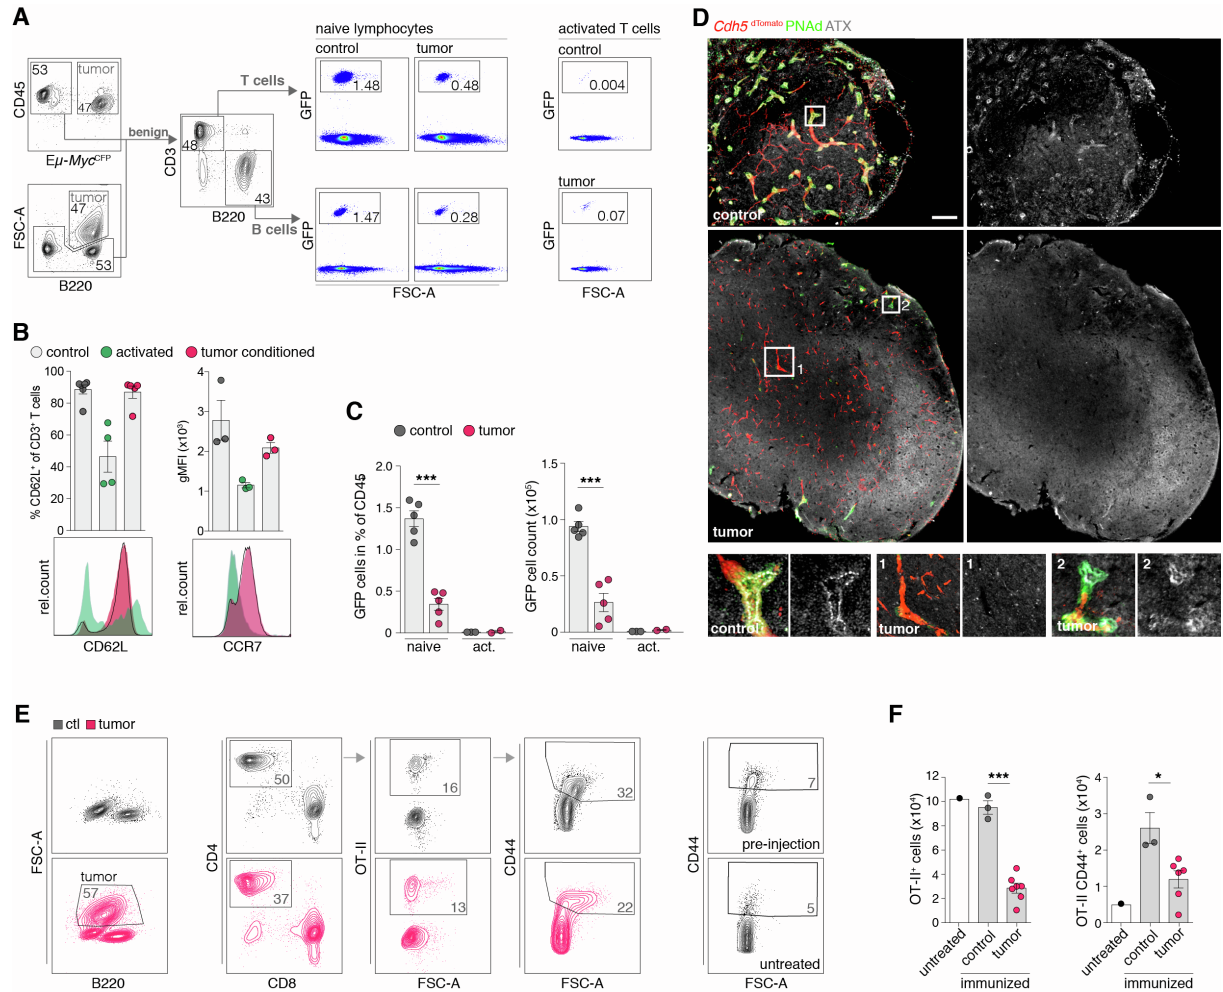 A
naive lymphocytes
activated T cells
control
tumor
control
CD45
53
tumor
47
Eµ-Myc CFP
benign
CD3
48
43
B220
T cells
B cells
GFP
1.48
0.48
GFP
0.004
FSC-A
tumor
47
53
B220
GFP
1.47
0.28
tumor
GFP
0.07
FSC-A
FSC-A
B
control
activated
tumor conditioned
% CD62L+ of CD3+ T cells
100
80
60
40
20
0
gMFI (x10³)
4
3
2
1
0
rel.count
CD62L
rel.count
CCR7
C
control
tumor
GFP cells in % of CD45
2.0
1.5
1.0
0.5
0
***
naive
act.
GFP cell count (x10⁵)
1.5
1.0
0.5
0
***
naive
act.
D
Cdh5 dTomato PNAd ATX
control
1
2
tumor
control
1
tumor
1
2
tumor
2
E
ctl
tumor
FSC-A
tumor
57
B220
CD4
50
37
CD8
OT-II
16
13
FSC-A
CD44
32
22
FSC-A
CD44
7
pre-injection
5
untreated
FSC-A
F
OT-II+ cells (x10⁴)
12
10
8
6
4
2
0
***
untreated
control
tumor
immunized
OT-II CD44+ cells (x10⁴)
4
3
2
1
0
*
untreated
control
tumor
immunized